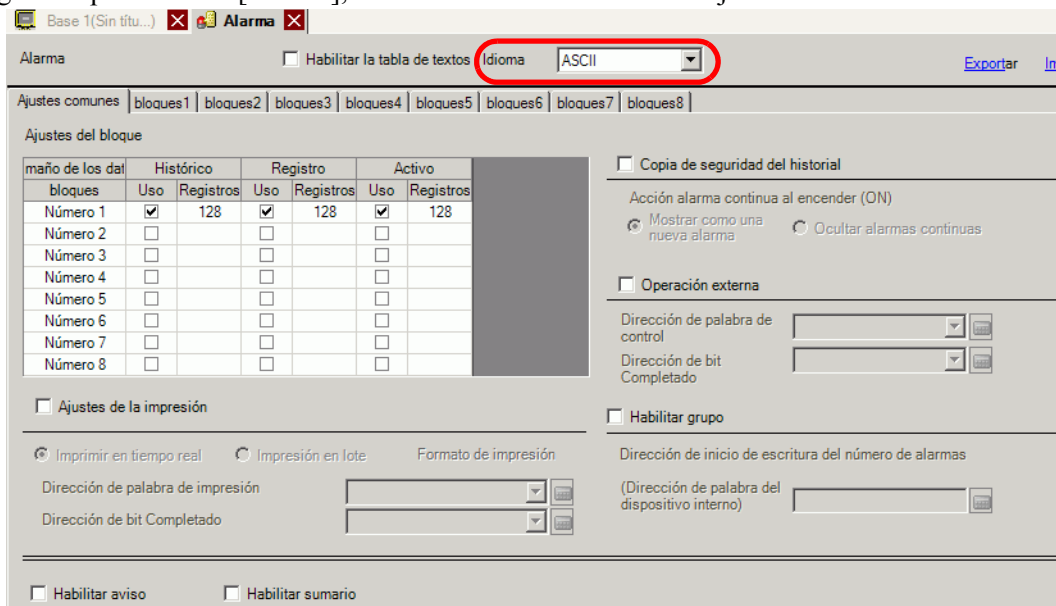 Base 1(Sin títu...) Alarma
Alarma Habilitar la tabla de textos Idioma ASCII Exportar
Ajustes comunes bloques1 bloques2 bloques3 bloques4 bloques5 bloques6 bloques7 bloques8
Ajustes del bloque
maño de los dat Histórico Registro Activo
bloques Uso Registros Uso Registros Uso Registros
Número 1 128 128 128
Número 2
Número 3
Número 4
Número 5
Número 6
Número 7
Número 8
Copia de seguridad del historial
Acción alarma continua al encender (ON)
Mostrar como una
nueva alarma
Ocultar alarmas continuas
Operación externa
Dirección de palabra de
control
Dirección de bit
Completado
Ajustes de la impresión
Imprimir en tiempo real Impresión en lote Formato de impresión
Dirección de palabra de impresión
Dirección de bit Completado
Habilitar grupo
Dirección de inicio de escritura del número de alarmas
(Dirección de palabra del
dispositivo interno)
Habilitar aviso Habilitar sumario